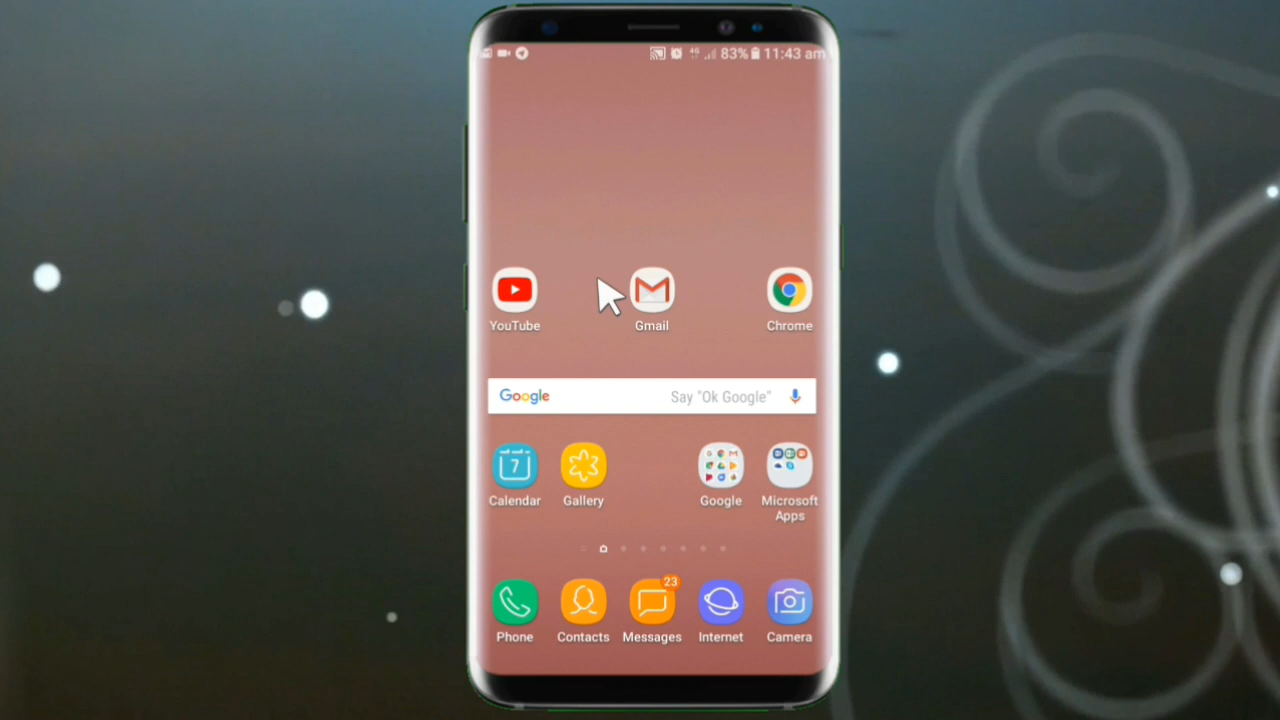 4G 83% 11:43 am
YouTube Gmail Chrome
Google Say "Ok Google"
7
Calendar Gallery Google Microsoft Apps
23
Phone Contacts Messages Internet Camera